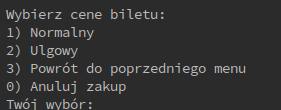 Wybierz cene biletu:
1) Normalny
2) Ulgowy
3) Powrót do poprzedniego menu
0) Anuluj zakup
Twój wybór: